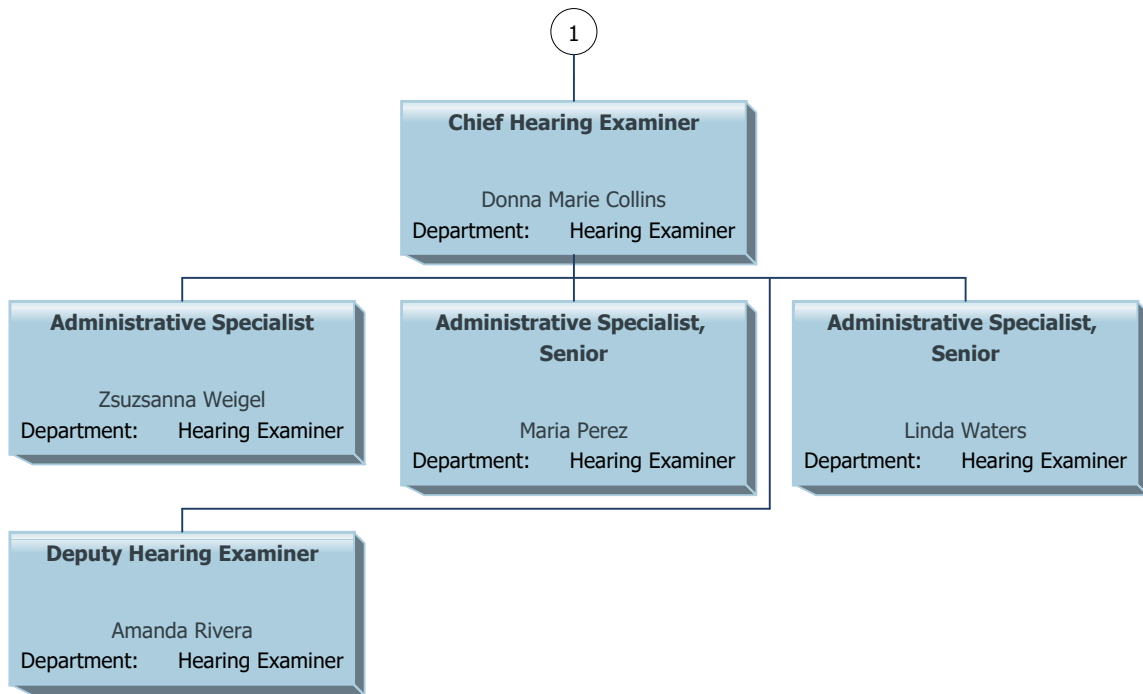 1
Chief Hearing Examiner
Donna Marie Collins
Department: Hearing Examiner
Administrative Specialist
Zsuzsanna Weigel
Department: Hearing Examiner
Administrative Specialist,
Senior
Maria Perez
Department: Hearing Examiner
Administrative Specialist,
Senior
Linda Waters
Department: Hearing Examiner
Deputy Hearing Examiner
Amanda Rivera
Department: Hearing Examiner